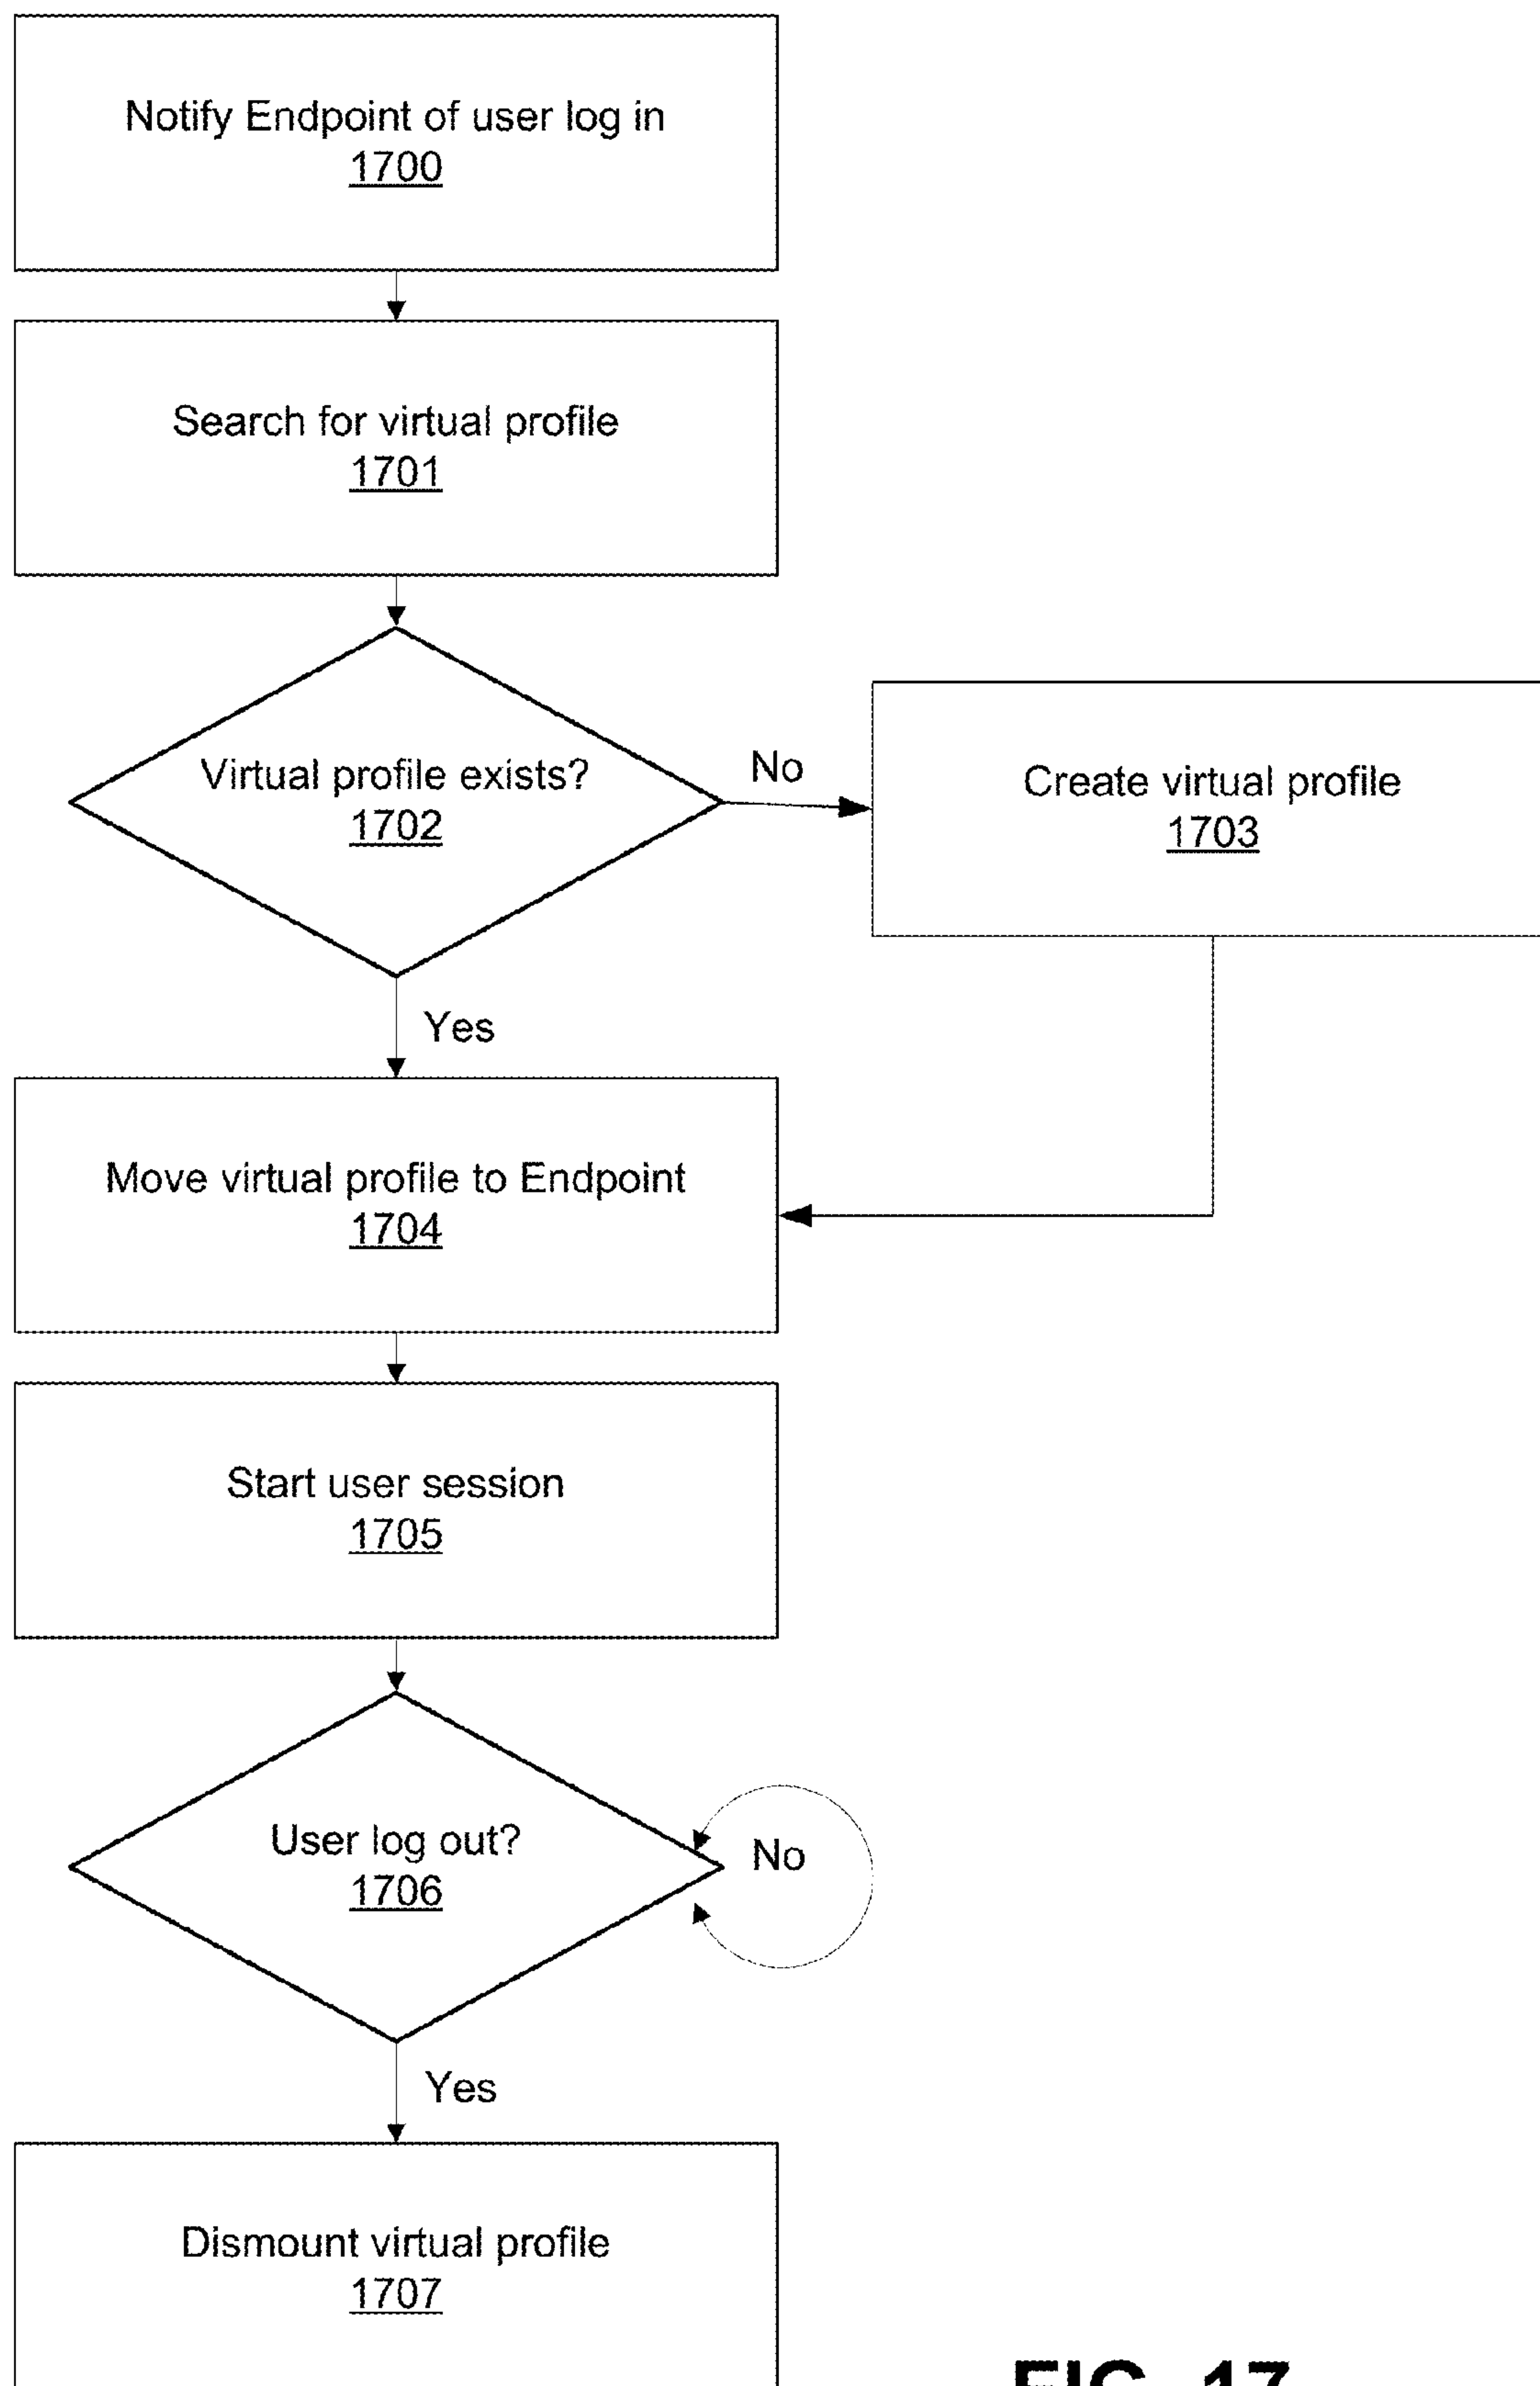 Notify Endpoint of user log in
1700
Search for virtual profile
1701
Virtual profile exists?
1702
No
Create virtual profile
1703
Yes
Move virtual profile to Endpoint
1704
Start user session
1705
User log out?
1706
No
Yes
Dismount virtual profile
1707
FIG. 17